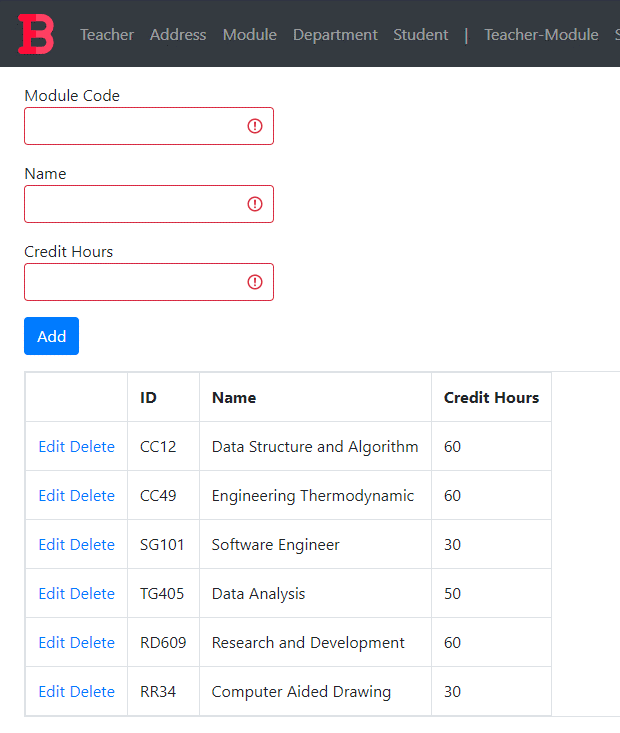 B Teacher Address Module Department Student | Teacher-Module
Module Code
Name
Credit Hours
Add
ID Name Credit Hours
Edit Delete CC12 Data Structure and Algorithm 60
Edit Delete CC49 Engineering Thermodynamic 60
Edit Delete SG101 Software Engineer 30
Edit Delete TG405 Data Analysis 50
Edit Delete RD609 Research and Development 60
Edit Delete RR34 Computer Aided Drawing 30